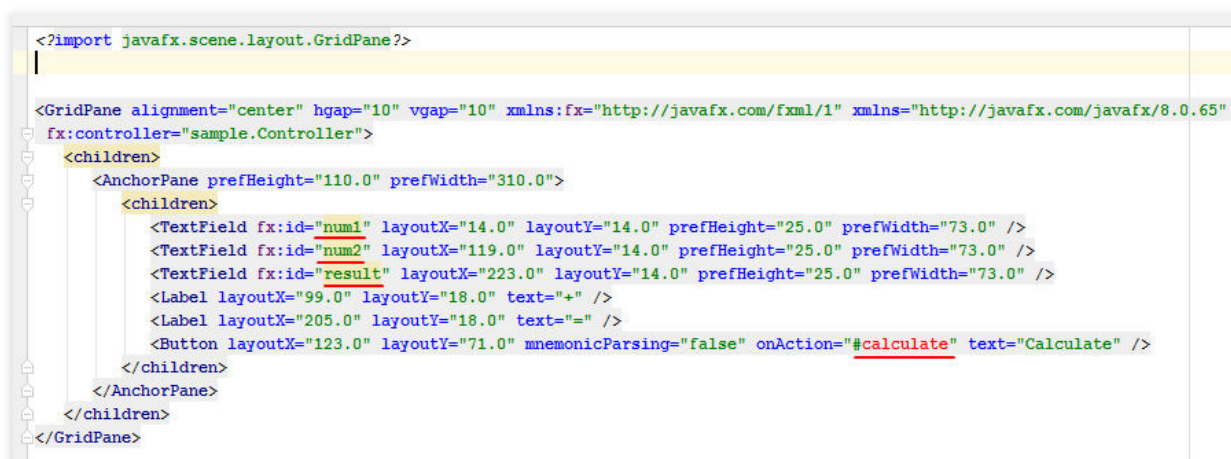 <?import javafx.scene.layout.GridPane?>
<GridPane alignment="center" hgap="10" vgap="10" xmlns:fx="http://javafx.com/fxml/1" xmlns="http://javafx.com/javafx/8.0.65"
fx:controller="sample.Controller">
<children>
<AnchorPane prefHeight="110.0" prefWidth="310.0">
<children>
<TextField fx:id="num1" layoutX="14.0" layoutY="14.0" prefHeight="25.0" prefWidth="73.0" />
<TextField fx:id="num2" layoutX="119.0" layoutY="14.0" prefHeight="25.0" prefWidth="73.0" />
<TextField fx:id="result" layoutX="223.0" layoutY="14.0" prefHeight="25.0" prefWidth="73.0" />
<Label layoutX="99.0" layoutY="18.0" text="+" />
<Label layoutX="205.0" layoutY="18.0" text="=" />
<Button layoutX="123.0" layoutY="71.0" mnemonicParsing="false" onAction="#calculate" text="Calculate" />
</children>
</AnchorPane>
</children>
</GridPane>